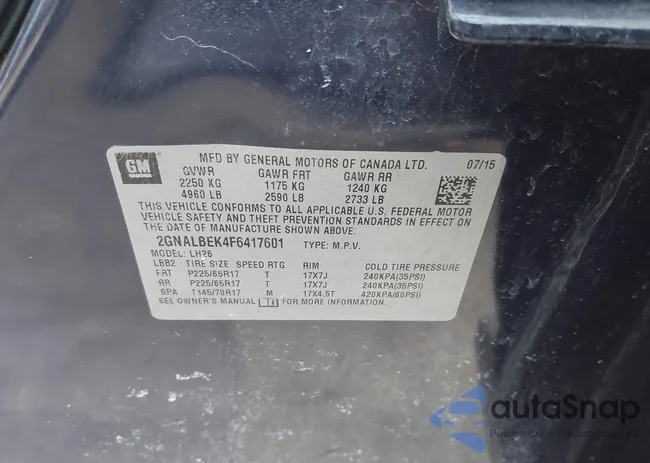 GM
MFD BY GENERAL MOTORS OF CANADA LTD. 07/15
GVWR GAWR FRT GAWR RR
2250 KG 1175 KG 1240 KG
4960 LB 2590 LB 2733 LB
THIS VEHICLE CONFORMS TO ALL APPLICABLE U.S. FEDERAL MOTOR
VEHICLE SAFETY AND THEFT PREVENTION STANDARDS IN EFFECT ON
THE DATE OF MANUFACTURE SHOWN ABOVE.
2GNALBEK4F6417601 TYPE: M.P.V.
MODEL: LH26
LBB2 TIRE SIZE SPEED RTG RIM COLD TIRE PRESSURE
FRT P225/65R17 T 17X7J 240KPA(35PSI)
RR P225/65R17 T 17X7J 240KPA(35PSI)
SPA T145/70R17 M 17X4.5T 420KPA(60PSI)
SEE OWNER'S MANUAL FOR MORE INFORMATION.
autoSnap